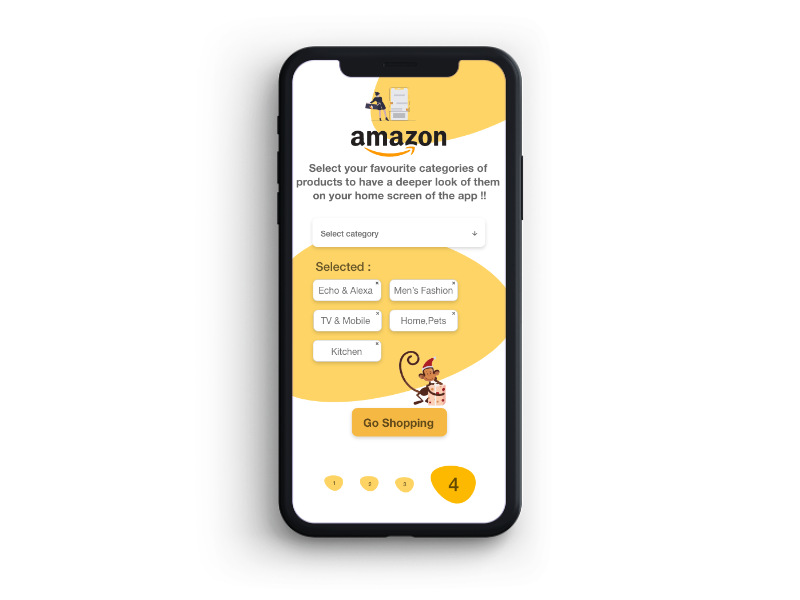 amazon
Select your favourite categories of
products to have a deeper look of them
on your home screen of the app !!
Select category
Selected :
Echo & Alexa
Men's Fashion
TV & Mobile
Home,Pets
Kitchen
Go Shopping
1 2 3 4